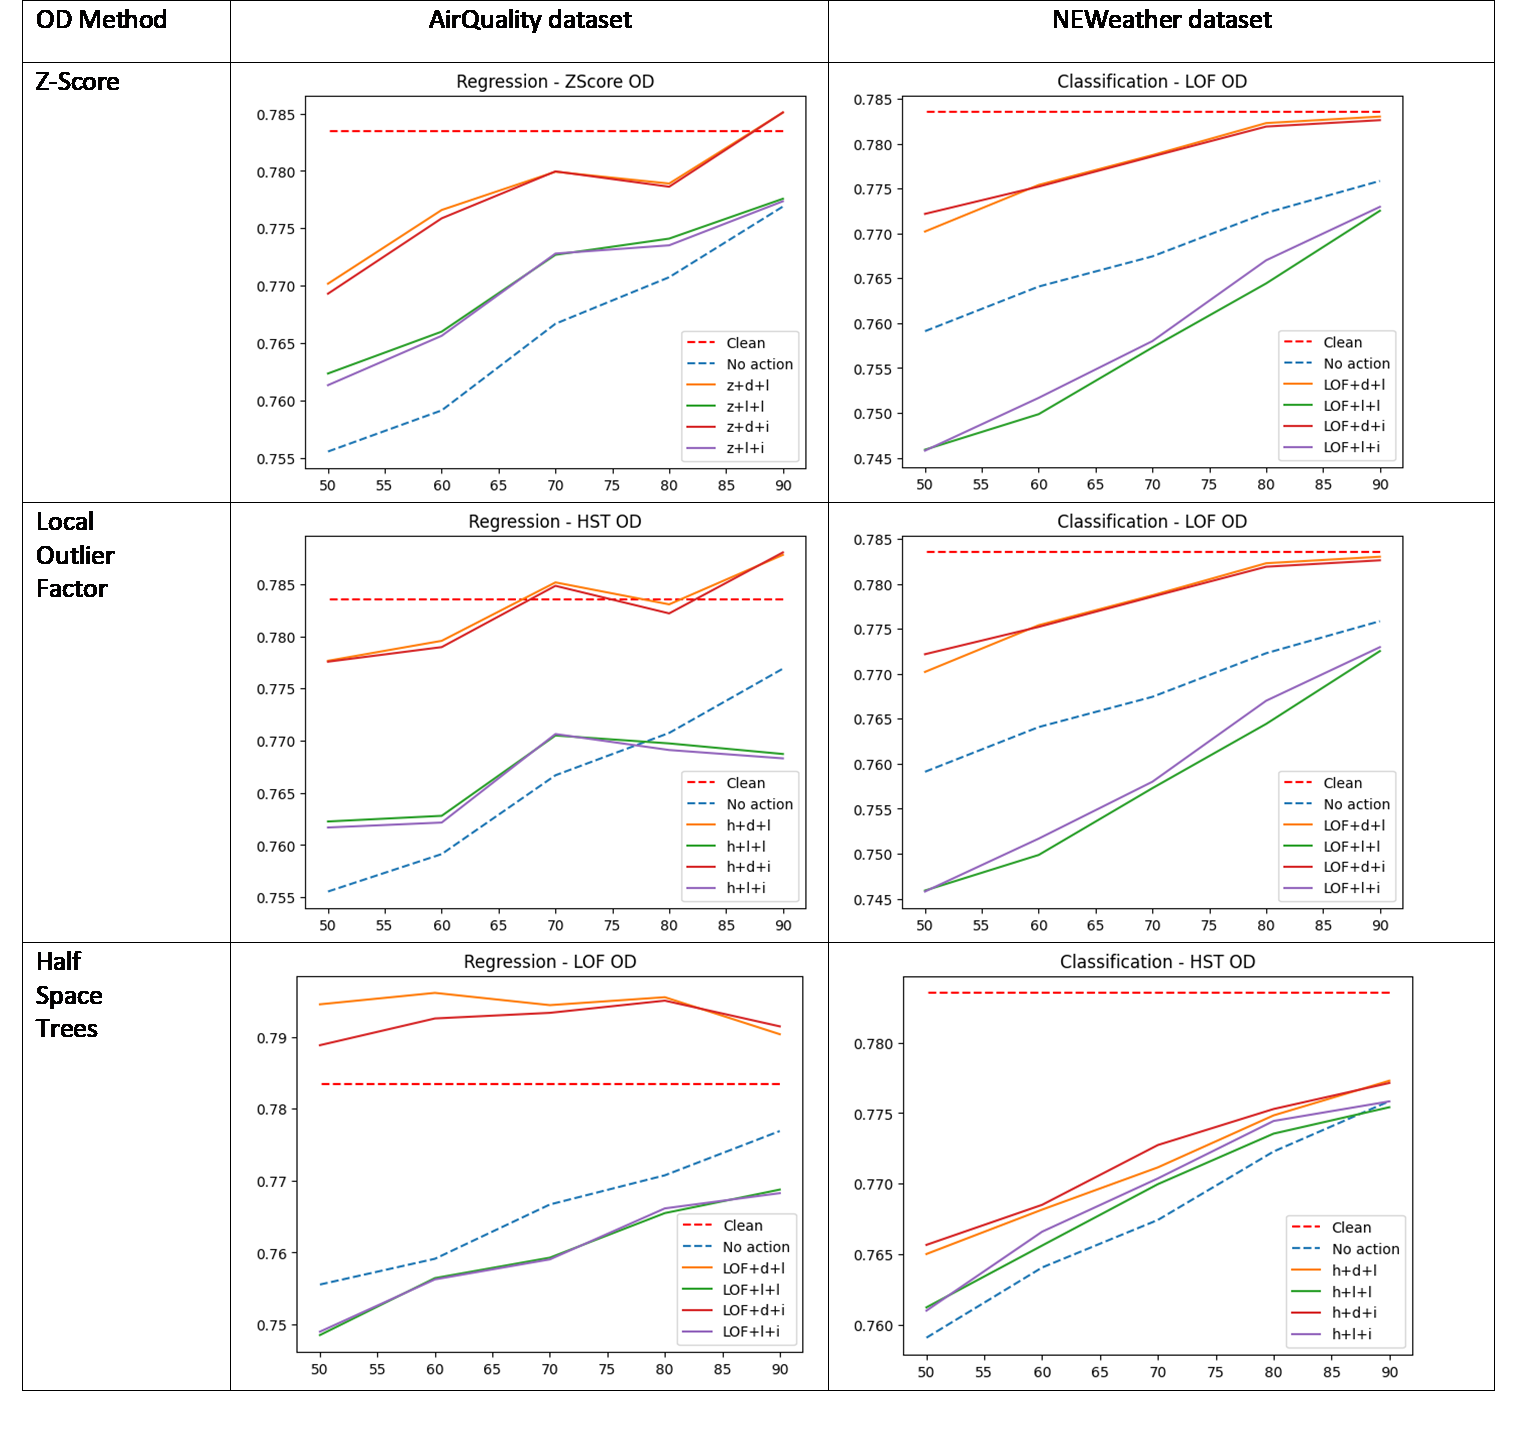 OD Method
AirQuality dataset
NEWeather dataset
Z-Score
Regression - ZScore OD
0.785
0.780
0.775
0.770
0.765
0.760
0.755
50 55 60 65 70 75 80 85 90
Clean
No action
z+d+l
z+l+l
z+d+i
z+l+i
Classification - LOF OD
0.785
0.780
0.775
0.770
0.765
0.760
0.755
0.750
0.745
50 55 60 65 70 75 80 85 90
Clean
No action
LOF+d+l
LOF+l+l
LOF+d+i
LOF+l+i
Local
Outlier
Factor
Regression - HST OD
0.785
0.780
0.775
0.770
0.765
0.760
0.755
50 55 60 65 70 75 80 85 90
Clean
No action
h+d+l
h+l+l
h+d+i
h+l+i
Classification - LOF OD
0.785
0.780
0.775
0.770
0.765
0.760
0.755
0.750
0.745
50 55 60 65 70 75 80 85 90
Clean
No action
LOF+d+l
LOF+l+l
LOF+d+i
LOF+l+i
Half
Space
Trees
Regression - LOF OD
0.79
0.78
0.77
0.76
0.75
50 55 60 65 70 75 80 85 90
Clean
No action
LOF+d+l
LOF+l+l
LOF+d+i
LOF+l+i
Classification - HST OD
0.780
0.775
0.770
0.765
0.760
50 55 60 65 70 75 80 85 90
Clean
No action
h+d+l
h+l+l
h+d+i
h+l+i